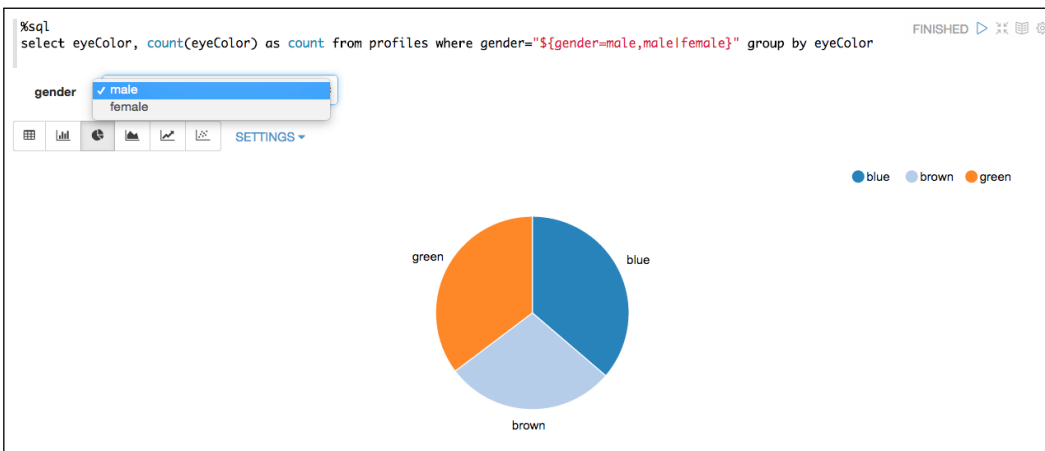 %sql
FINISHED
select eyeColor, count(eyeColor) as count from profiles where gender="${gender=male,male|female}" group by eyeColor
gender
✓ male
female
SETTINGS
blue brown green
green
blue
brown